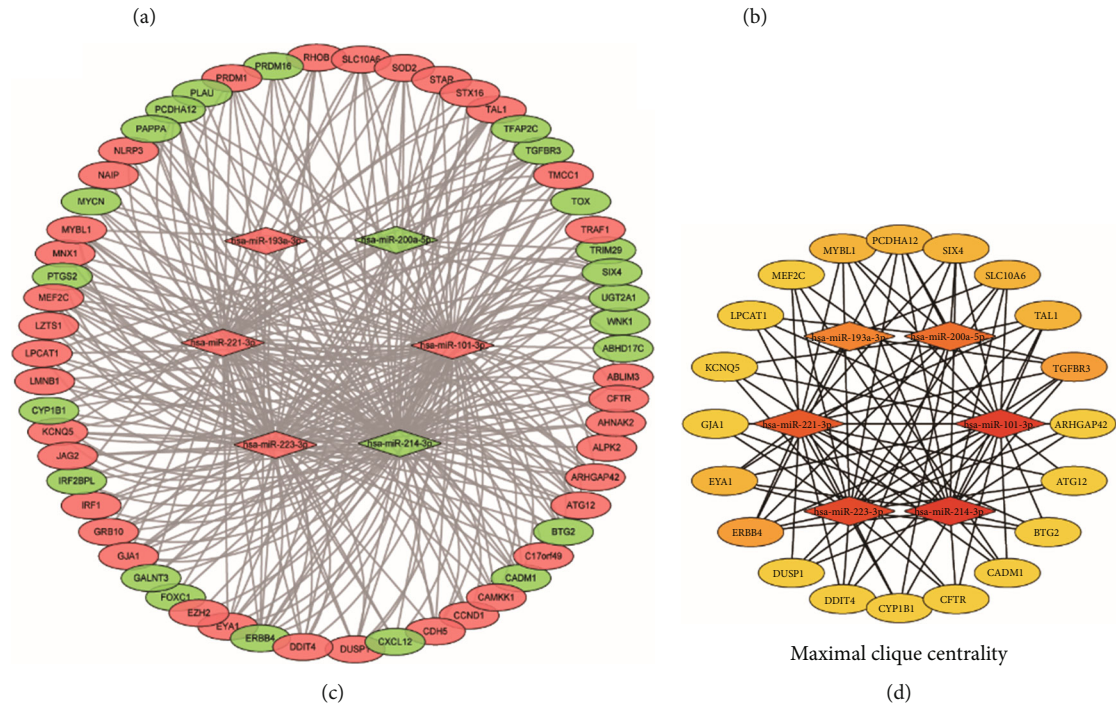 (a)
(b)
PRDM16
RHOB
SLC10A6
SOD2
STX16
TAL1
TFAP2C
TGFBR3
TMCC1
TOX
TRAF1
TRIM29
SIX4
UGT2A1
WNK1
ABHD17C
ABLIM3
CFTR
AHNAK2
ALPK2
ARHGAP42
ATG12
BTG2
C17orf49
CADM1
CAMKK1
CCND1
CDH5
CXCL12
DUSP1
DDIT4
ERBB4
EYA1
EZH2
FOXC1
GALNT3
GJA1
GRB10
IRF1
IRF2BPL
JAG2
KCNQ5
CYP1B1
LMNB1
LPCAT1
LZTS1
MEF2C
PTGS2
MNX1
MYBL1
MYCN
NAIP
NLRP3
PAPPA
PCDHA12
PLAU
PRDM1
hsa-miR-193a-3p
hsa-miR-200a-5p
hsa-miR-221-3p
hsa-miR-101-3p
hsa-miR-223-3p
hsa-miR-214-3p
(c)
PCDHA12
SIX4
SLC10A6
TAL1
TGFBR3
ARHGAP42
ATG12
BTG2
CADM1
CFTR
CYP1B1
DDIT4
DUSP1
ERBB4
EYA1
GJA1
KCNQ5
LPCAT1
MEF2C
MYBL1
hsa-miR-193a-3p
hsa-miR-200a-5p
hsa-miR-221-3p
hsa-miR-101-3p
hsa-miR-223-3p
hsa-miR-214-3p
Maximal clique centrality
(d)